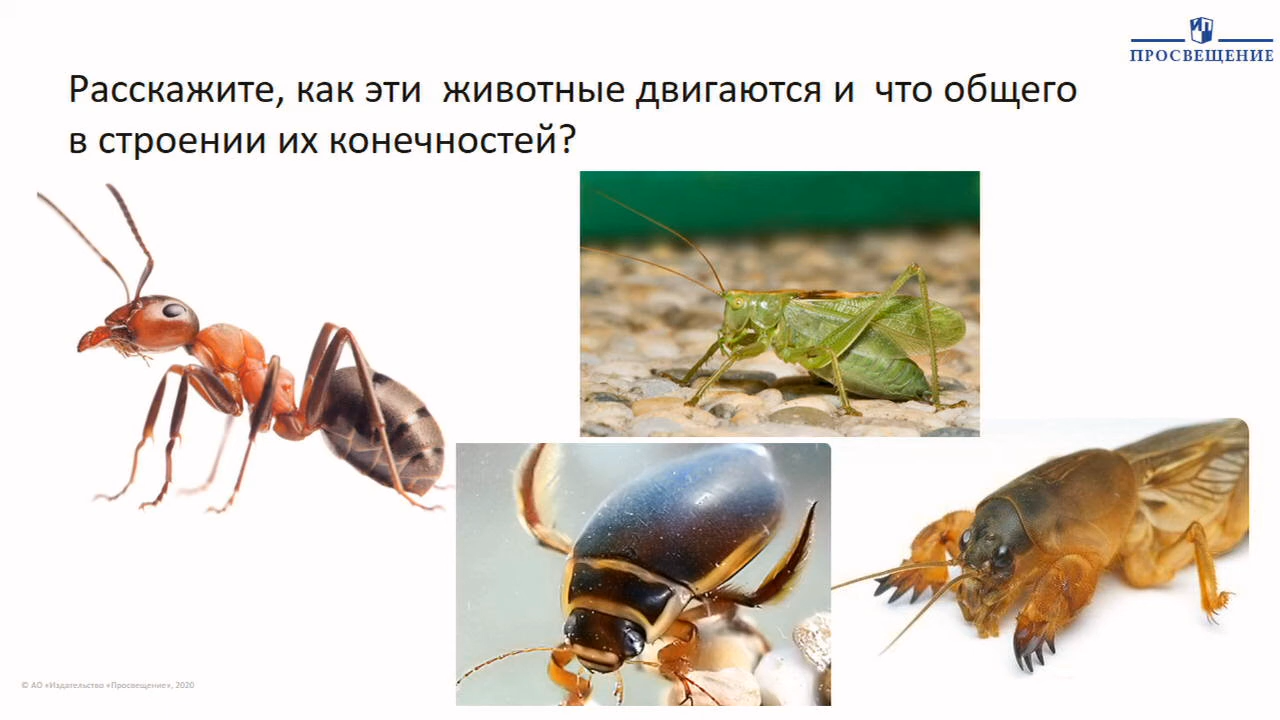 ПРОСВЕЩЕНИЕ
Расскажите, как эти  животные двигаются и  что общего
в строении их конечностей?
© АО «Издательство «Просвещение», 2020